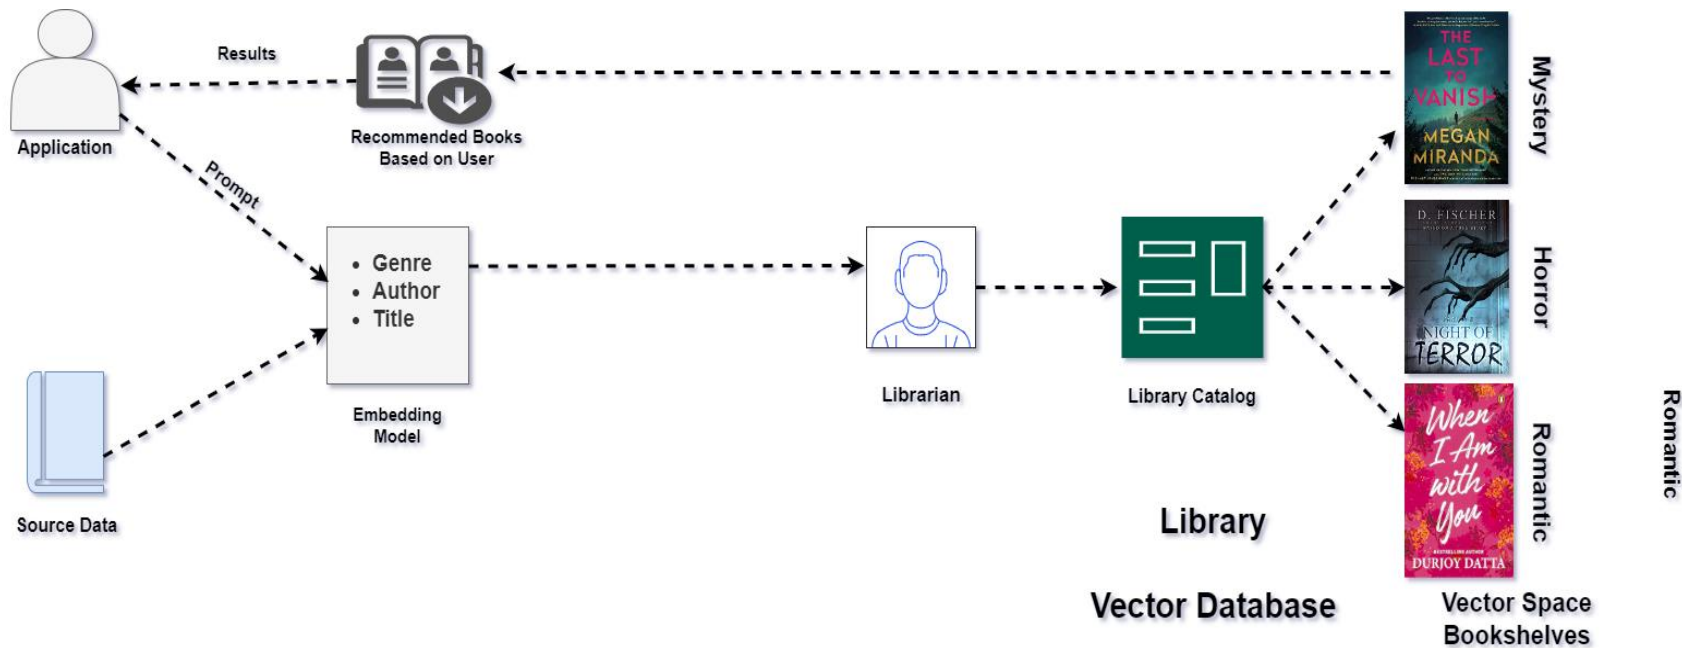 Results
Application
Recommended Books
Based on User
Prompt
• Genre
• Author
• Title
Embedding
Model
Source Data
Librarian
Library Catalog
Library
Vector Database
THE
LAST
TO
VANISH
MEGAN
MIRANDA
Mystery
D. FISCHER
NIGHT OF
TERROR
Horror
When
I Am
with
You
BESTSELLING AUTHOR
DURJOY DATTA
Romantic
Vector Space
Bookshelves
Romantic